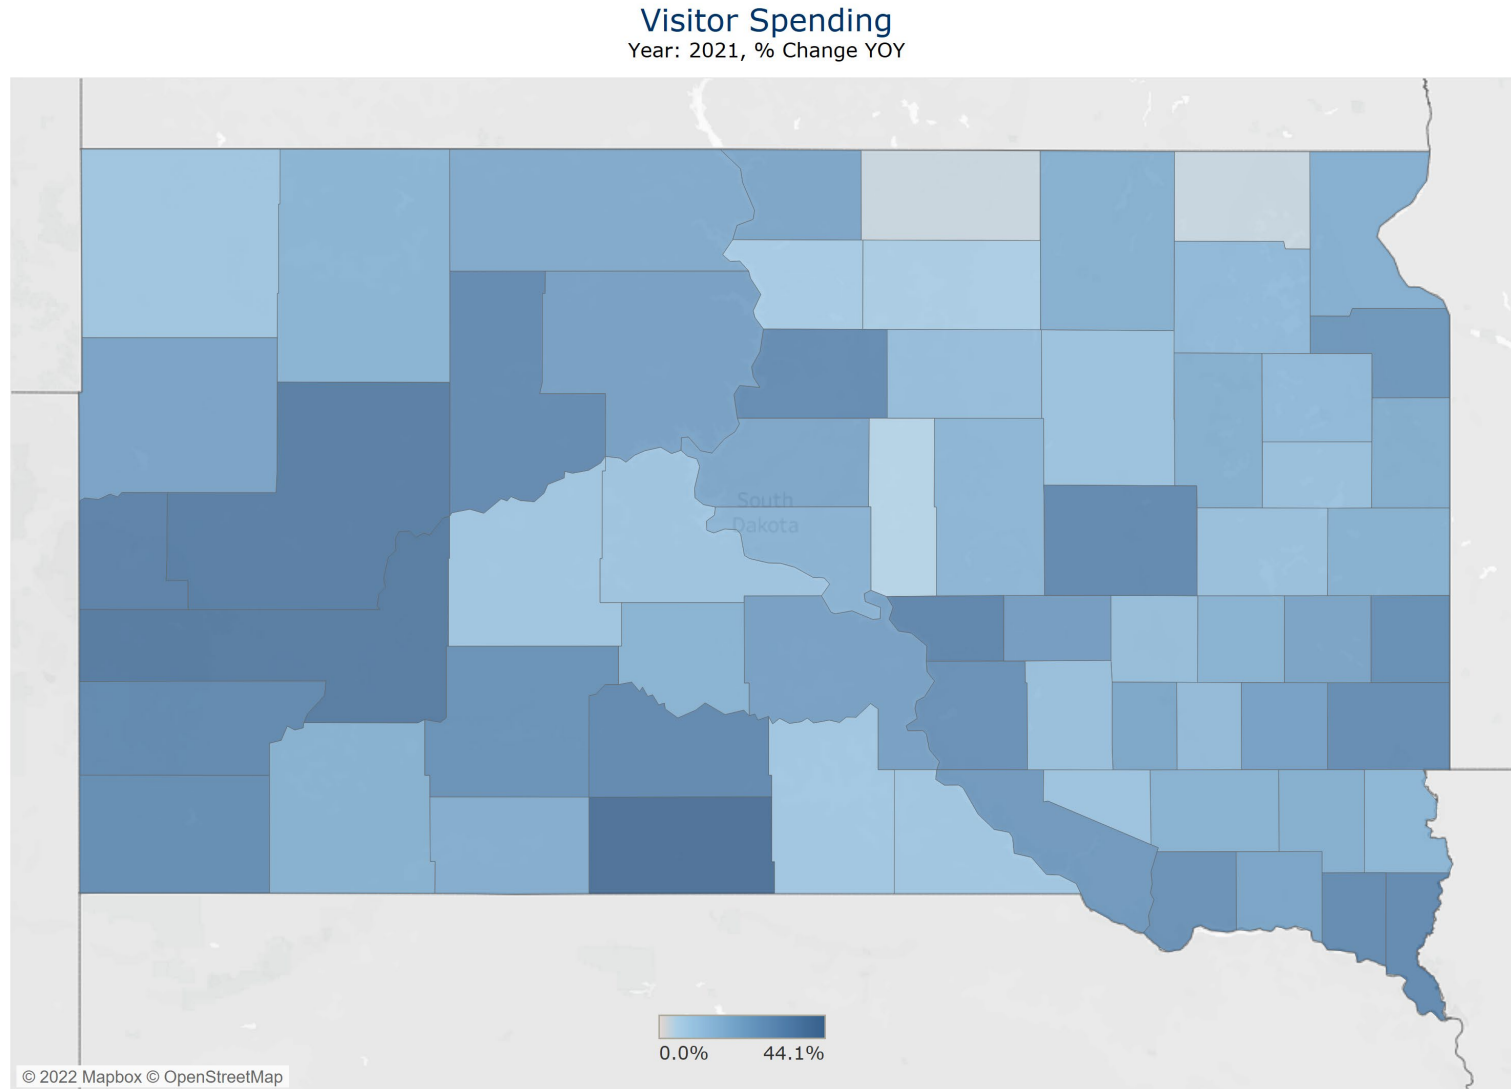 Visitor Spending
Year: 2021, % Change YOY
South
Dakota
0.0%
44.1%
© 2022 Mapbox © OpenStreetMap